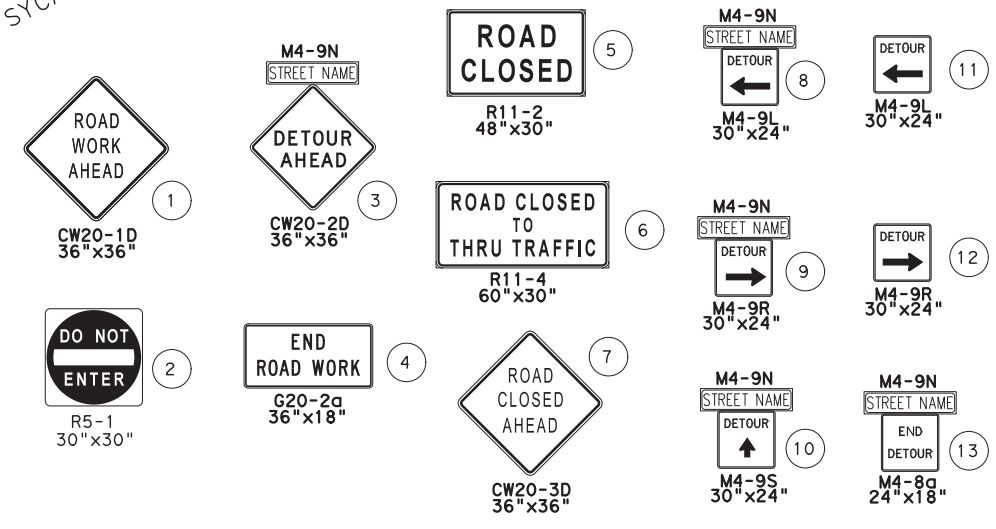 ROAD
WORK
AHEAD
1
CW20-1D
36"x36"
DO NOT
ENTER
2
R5-1
30"x30"
M4-9N
STREET NAME
DETOUR
AHEAD
3
CW20-2D
36"x36"
END
ROAD WORK
4
G20-2a
36"x18"
ROAD
CLOSED
5
R11-2
48"x30"
ROAD CLOSED
TO
THRU TRAFFIC
6
R11-4
60"x30"
ROAD
CLOSED
AHEAD
7
CW20-3D
36"x36"
M4-9N
STREET NAME
DETOUR
8
M4-9L
30"x24"
M4-9N
STREET NAME
DETOUR
9
M4-9R
30"x24"
M4-9N
STREET NAME
DETOUR
10
M4-9S
30"x24"
DETOUR
11
M4-9L
30"x24"
DETOUR
12
M4-9R
30"x24"
M4-9N
STREET NAME
END
DETOUR
13
M4-8a
24"x18"